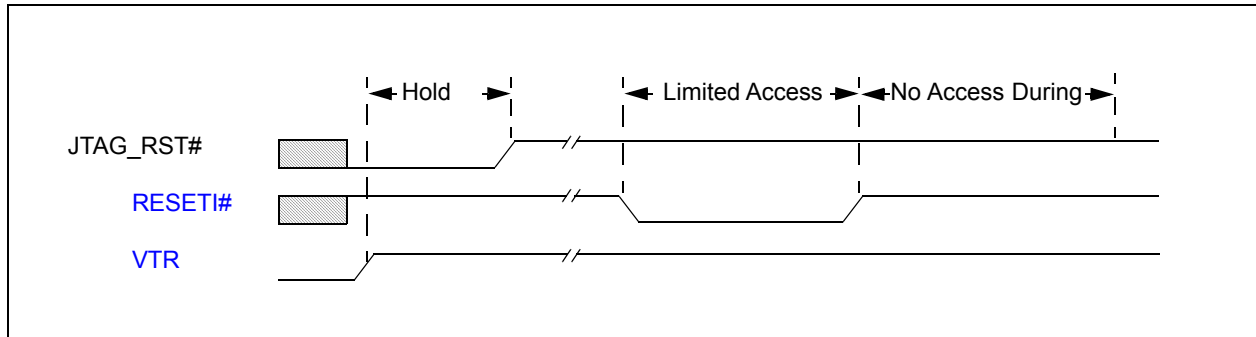 Hold
Limited Access
No Access During
JTAG_RST#
RESETI#
VTR